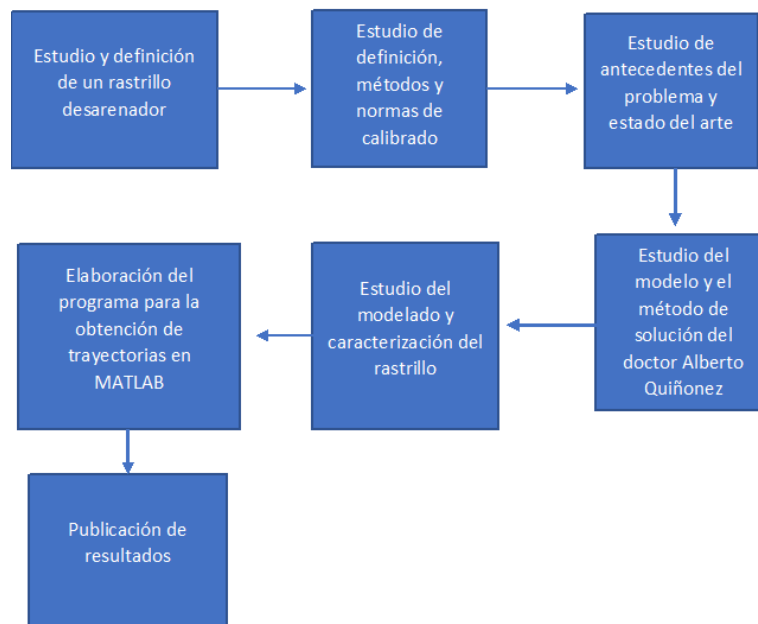 Estudio y definición
de un rastrillo
desarenador
Estudio de
definición,
métodos y
normas de
calibrado
Estudio de
antecedentes del
problema y
estado del arte
Estudio del
modelo y el
método de
solución del
doctor Alberto
Quiñonez
Estudio del
modelado y
caracterización del
rastrillo
Elaboración del
programa para la
obtención de
trayectorias en
MATLAB
Publicación de
resultados